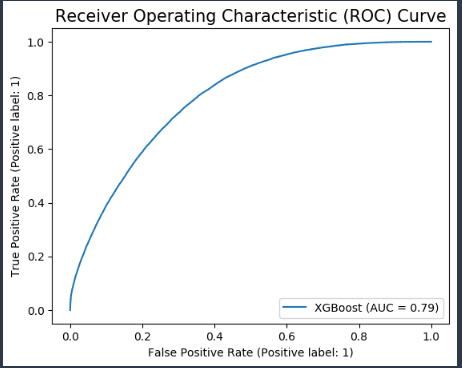 Receiver Operating Characteristic (ROC) Curve
True Positive Rate (Positive label: 1)
1.0
0.8
0.6
0.4
0.2
0.0
XGBoost (AUC = 0.79)
0.0 0.2 0.4 0.6 0.8 1.0
False Positive Rate (Positive label: 1)